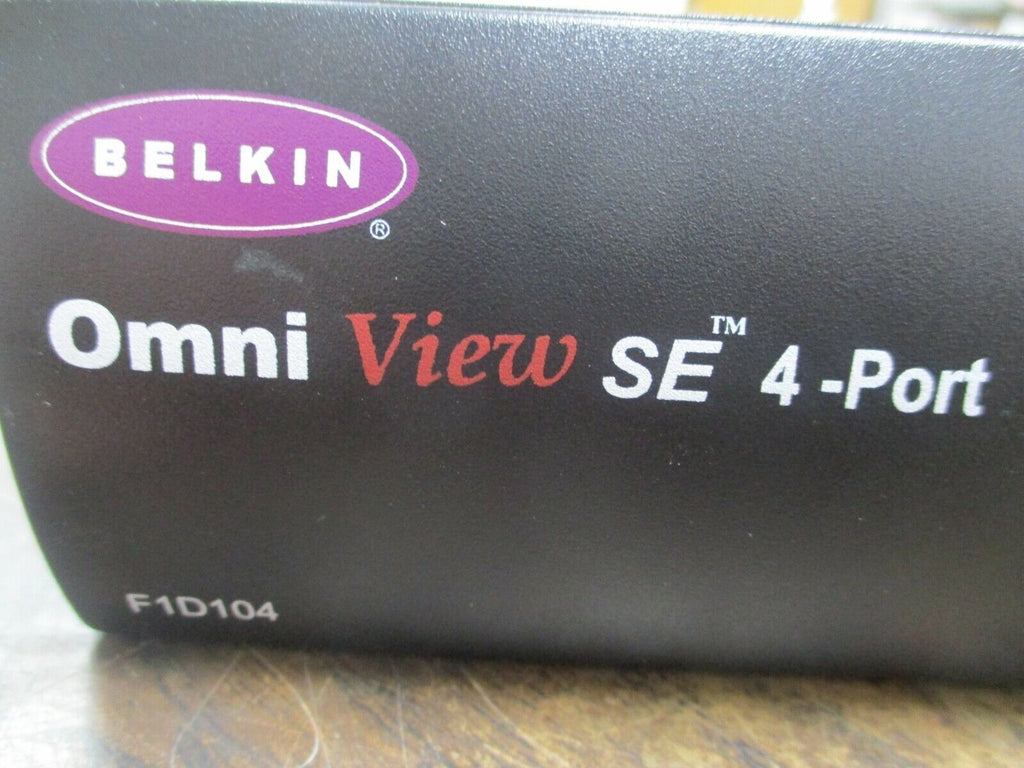 BELKIN®
Omni View SE™ 4-Port
F1D104